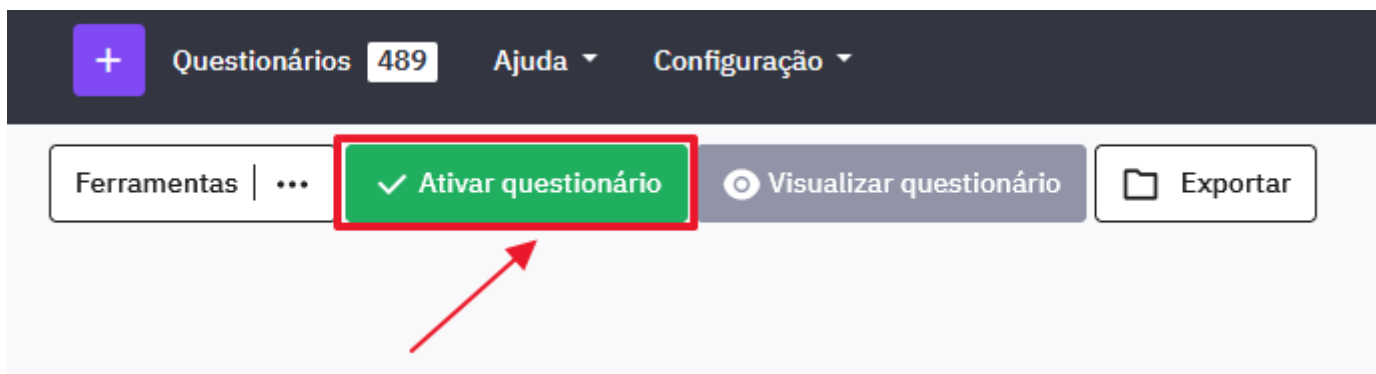 + Questionários 489 Ajuda Configuração
Ferramentas | ••• Ativar questionário Visualizar questionário Exportar